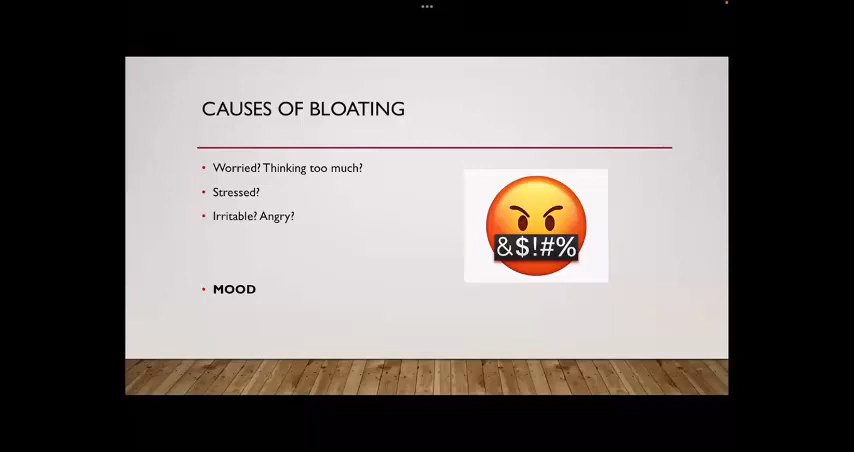 CAUSES OF BLOATING
• Worried? Thinking too much?
• Stressed?
• Irritable? Angry?
&$!#%
• MOOD